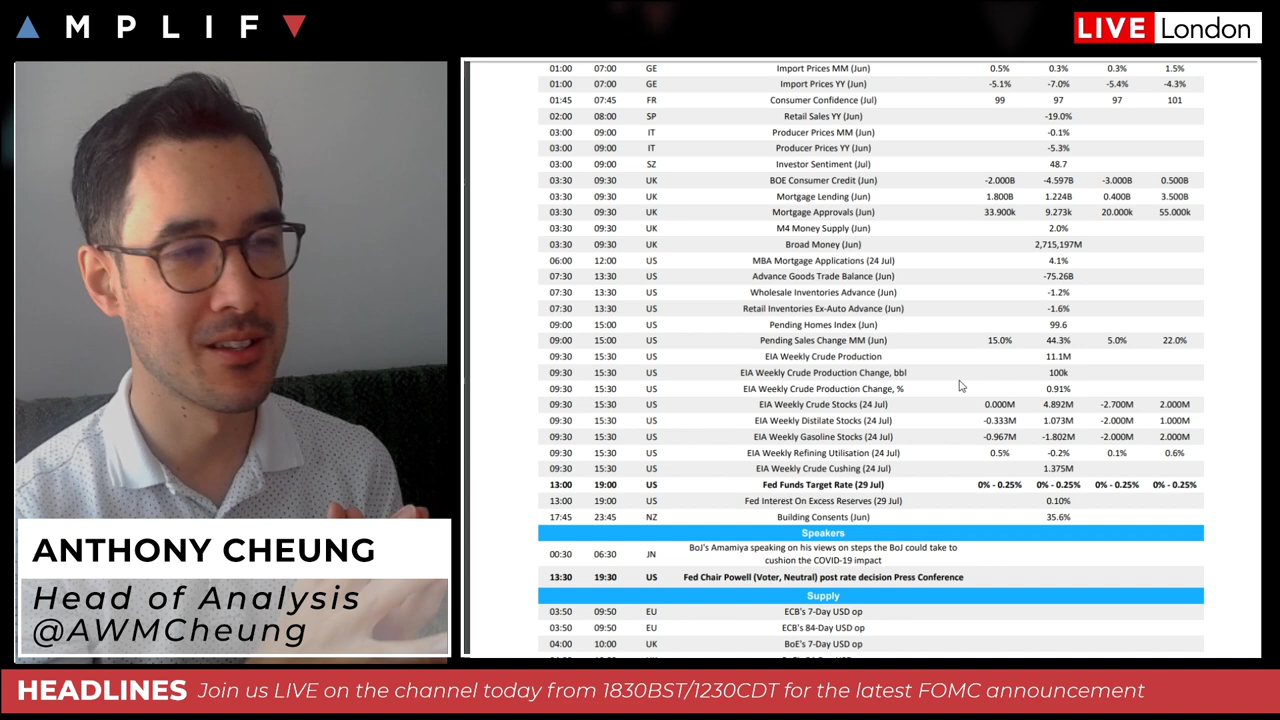 AMPLIFY
LIVE London
01:00 07:00 GE Import Prices MM (Jun) 0.5% 0.3% 0.3% 1.5%
01:00 07:00 GE Import Prices YY (Jun) -5.1% -7.0% -5.4% -4.3%
01:45 07:45 FR Consumer Confidence (Jul) 99 97 97 101
02:00 08:00 SP Retail Sales YY (Jun) -19.0%
03:00 09:00 IT Producer Prices MM (Jun) -0.1%
03:00 09:00 IT Producer Prices YY (Jun) -5.3%
03:00 09:00 SZ Investor Sentiment (Jul) 48.7
03:30 09:30 UK BOE Consumer Credit (Jun) -2.000B -4.597B -3.000B 0.500B
03:30 09:30 UK Mortgage Lending (Jun) 1.800B 1.224B 0.400B 3.500B
03:30 09:30 UK Mortgage Approvals (Jun) 33.900k 9.273k 20.000k 55.000k
03:30 09:30 UK M4 Money Supply (Jun) 2.0%
03:30 09:30 UK Broad Money (Jun) 2,715,197M
06:00 12:00 US MBA Mortgage Applications (24 Jul) 4.1%
07:30 13:30 US Advance Goods Trade Balance (Jun) -75.26B
07:30 13:30 US Wholesale Inventories Advance (Jun) -1.2%
07:30 13:30 US Retail Inventories Ex-Auto Advance (Jun) -1.6%
09:00 15:00 US Pending Homes Index (Jun) 99.6
09:00 15:00 US Pending Sales Change MM (Jun) 15.0% 44.3% 5.0% 22.0%
09:30 15:30 US EIA Weekly Crude Production 11.1M
09:30 15:30 US EIA Weekly Crude Production Change, bbl 100k
09:30 15:30 US EIA Weekly Crude Production Change, % 0.91%
09:30 15:30 US EIA Weekly Crude Stocks (24 Jul) 0.000M 4.892M -2.700M 2.000M
09:30 15:30 US EIA Weekly Distilate Stocks (24 Jul) -0.333M 1.073M -2.000M 1.000M
09:30 15:30 US EIA Weekly Gasoline Stocks (24 Jul) -0.967M -1.802M -2.000M 2.000M
09:30 15:30 US EIA Weekly Refining Utilisation (24 Jul) 0.5% -0.2% 0.1% 0.6%
09:30 15:30 US EIA Weekly Crude Cushing (24 Jul) 1.375M
13:00 19:00 US Fed Funds Target Rate (29 Jul) 0% - 0.25% 0% - 0.25% 0% - 0.25% 0% - 0.25%
13:00 19:00 US Fed Interest On Excess Reserves (29 Jul) 0.10%
17:45 23:45 NZ Building Consents (Jun) 35.6%
Speakers
00:30 06:30 JN BoJ's Amamiya speaking on his views on steps the BoJ could take to
cushion the COVID-19 impact
13:30 19:30 US Fed Chair Powell (Voter, Neutral) post rate decision Press Conference
Supply
03:50 09:50 EU ECB's 7-Day USD op
03:50 09:50 EU ECB's 84-Day USD op
04:00 10:00 UK BoE's 7-Day USD op
ANTHONY CHEUNG
Head of Analysis
@AWMCheung
HEADLINES Join us LIVE on the channel today from 1830BST/1230CDT for the latest FOMC announcement